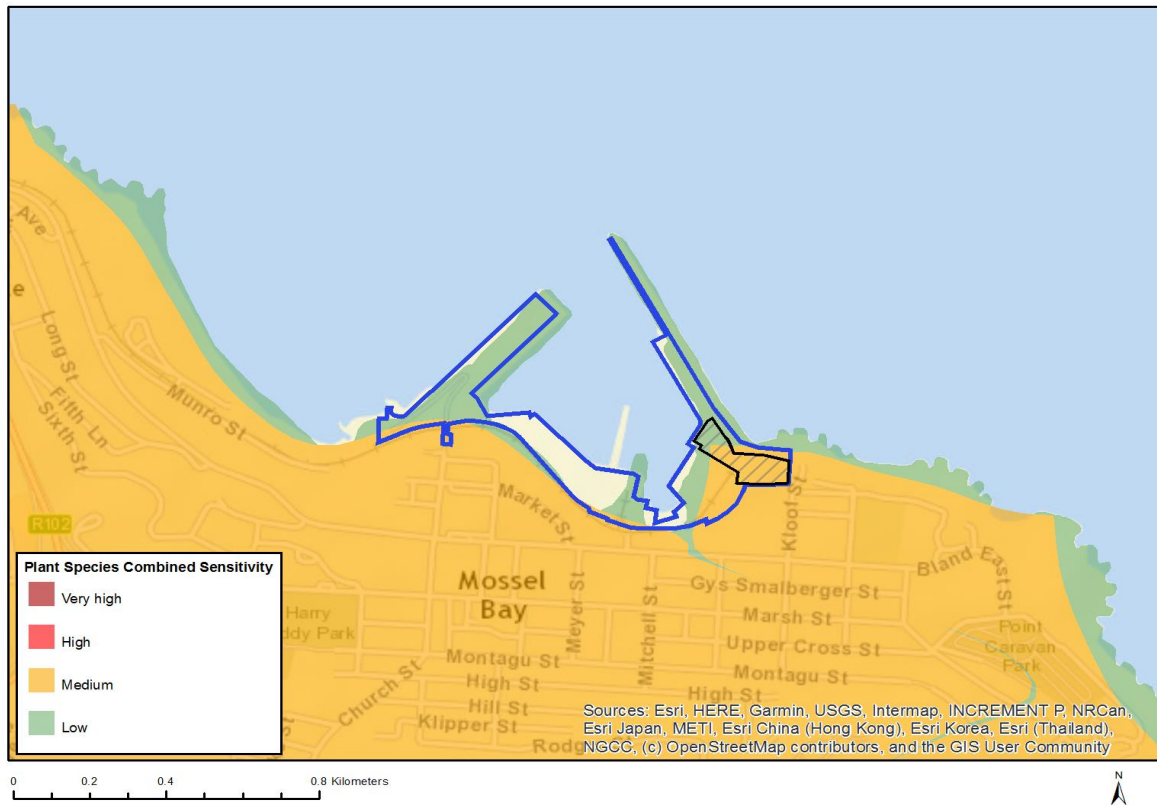 Ave
e
Long St
Fifth Ln
Sixth St
Munro St
R102
Market St
Kloof St
Bland East St
Mossel
Bay
Meyer St
Mitchell St
Gys Smalberger St
Marsh St
Upper Cross St
Montagu St
Point
Caravan
Park
Harry
ddy Park
Montagu St
High St
High St
Hill St
Church St
Klipper St
St
Plant Species Combined Sensitivity
Very high
High
Medium
Low
Sources: Esri, HERE, Garmin, USGS, Intermap, INCREMENT P, NRCan,
Esri Japan, METI, Esri China (Hong Kong), Esri Korea, Esri (Thailand),
NGCC, (c) OpenStreetMap contributors, and the GIS User Community
0 0.2 0.4 0.8 Kilometers
N